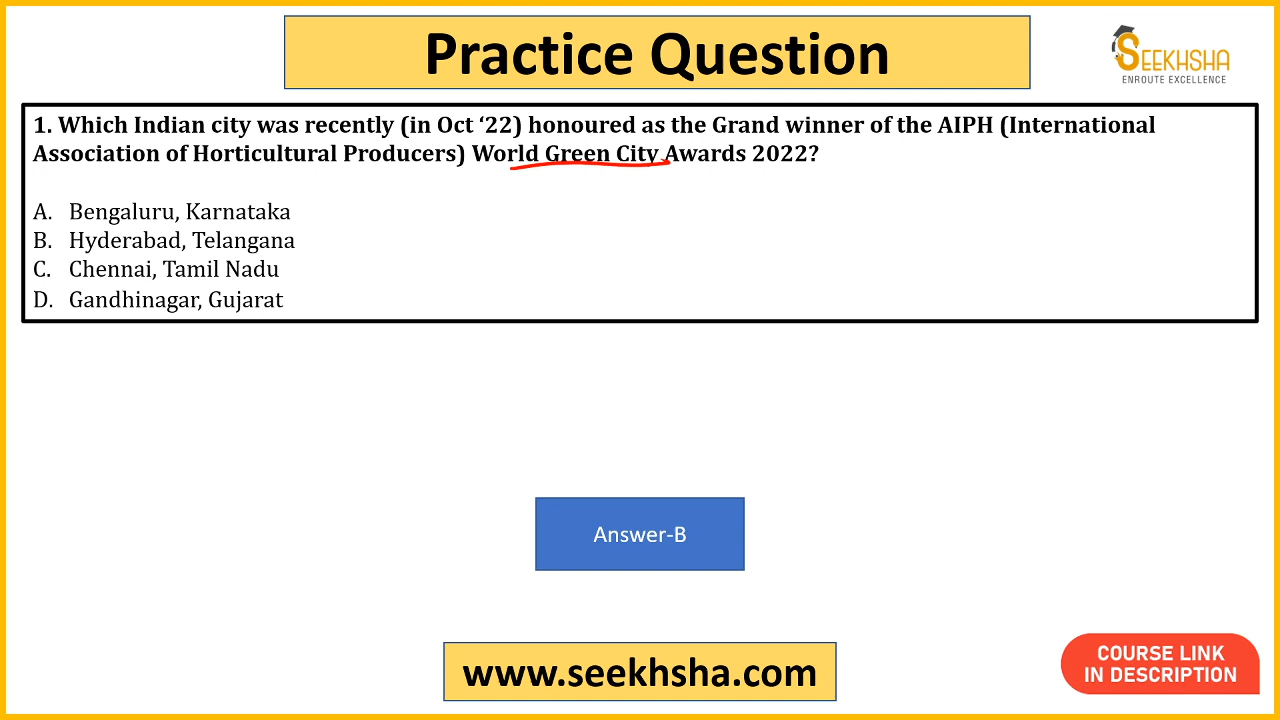 Practice Question
SEEKHSHA
ENROUTE EXCELLENCE
1. Which Indian city was recently (in Oct ‘22) honoured as the Grand winner of the AIPH (International
Association of Horticultural Producers) World Green City Awards 2022?
A. Bengaluru, Karnataka
B. Hyderabad, Telangana
C. Chennai, Tamil Nadu
D. Gandhinagar, Gujarat
Answer-B
www.seekhsha.com
COURSE LINK
IN DESCRIPTION